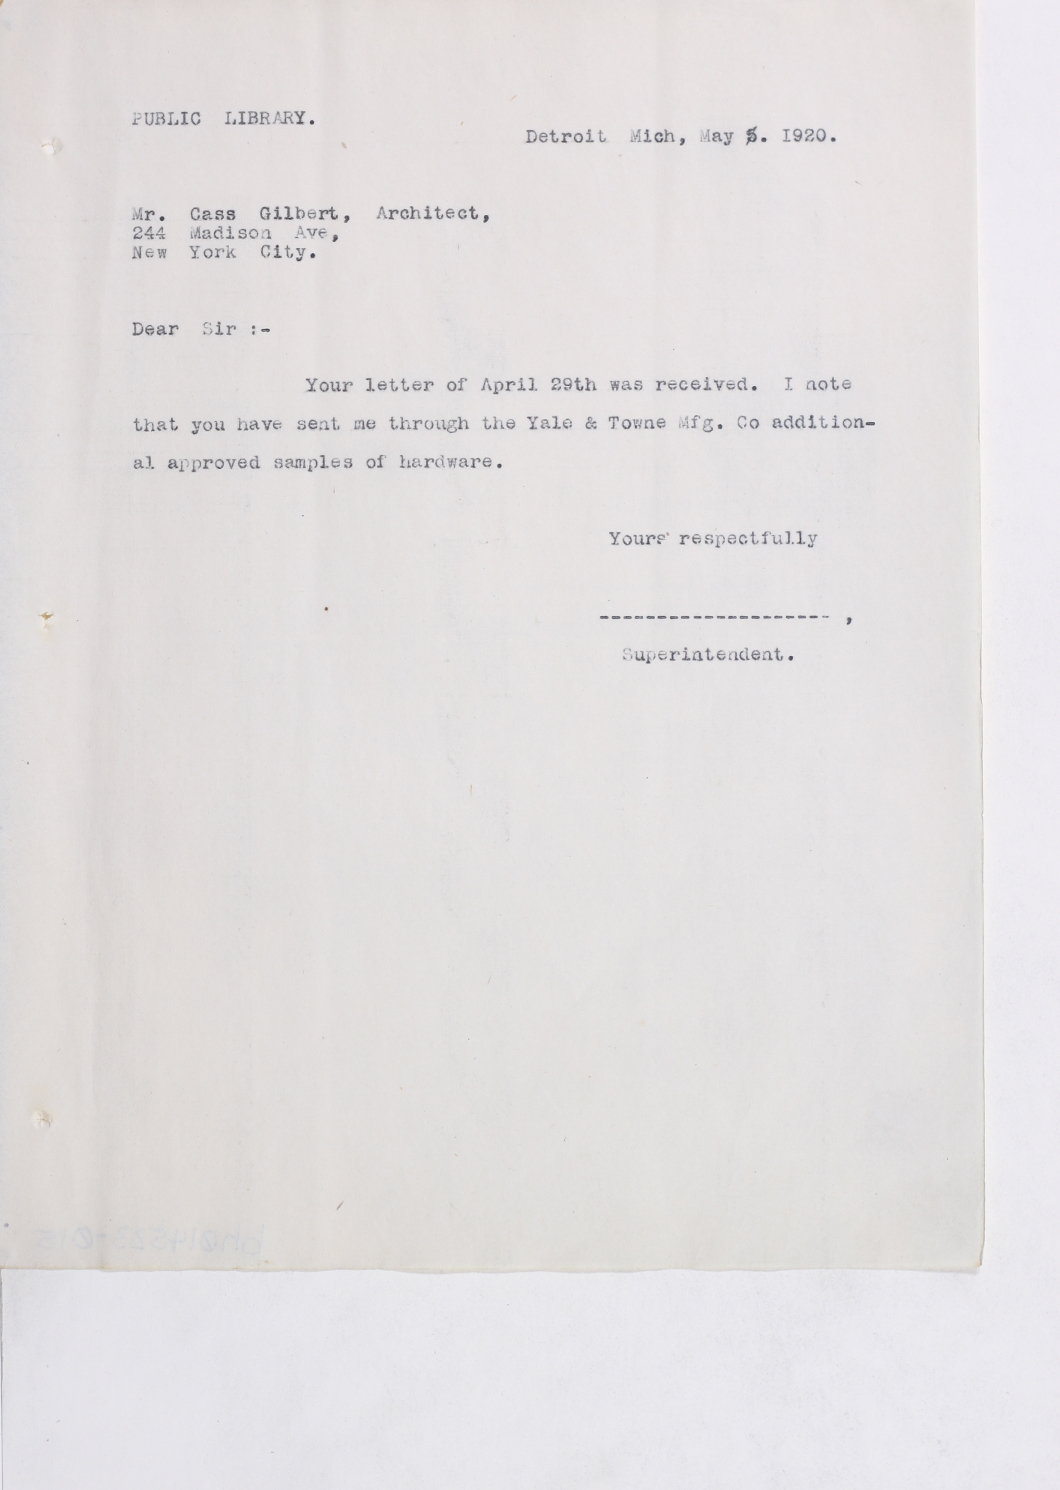 PUBLIC LIBRARY.
Detroit Mich, May 5. 1920.
Mr. Cass Gilbert, Architect,
244 Madison Ave,
New York City.
Dear Sir :-
Your letter of April 29th was received. I note
that you have sent me through the Yale & Towne Mfg. Co addition-
al approved samples of hardware.
Yours respectfully
-------------------- ,
Superintendent.